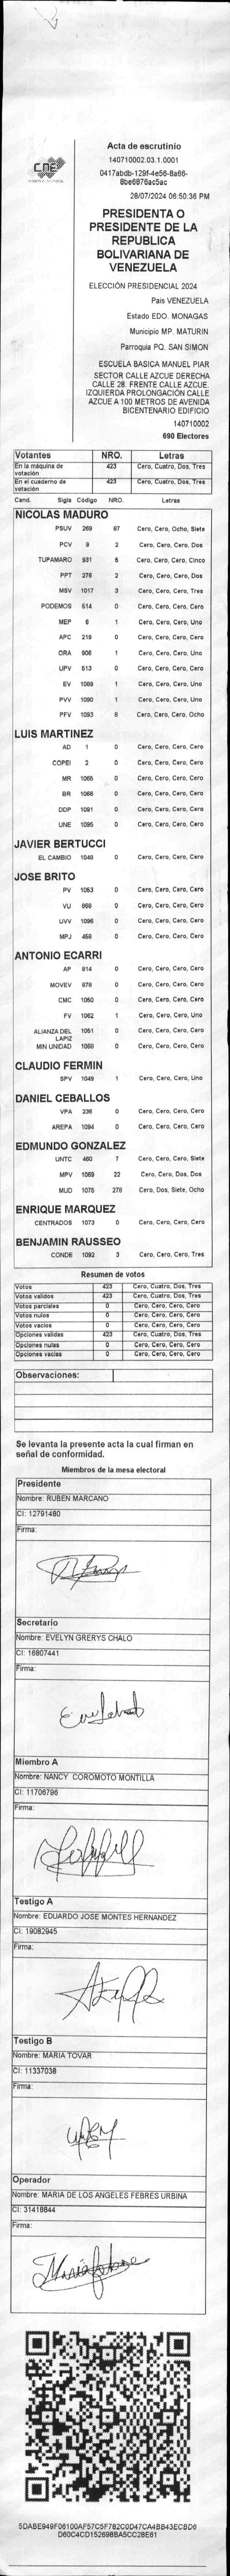 CNE
Acta de escrutinio
140710002.03.1.0001
0417abdb-129f-4e56-8a66-
8be6876ac5ac
28/07/2024 06:50:36 PM
PRESIDENTA O
PRESIDENTE DE LA
REPUBLICA
BOLIVARIANA DE
VENEZUELA
ELECCIÓN PRESIDENCIAL 2024
Pais VENEZUELA
Estado EDO. MONAGAS
Municipio MP. MATURIN
Parroquia PQ. SAN SIMON
ESCUELA BASICA MANUEL PIAR
SECTOR CALLE AZCUE DERECHA
CALLE 28. FRENTE CALLE AZCUE.
IZQUIERDA PROLONGACIÓN CALLE
AZCUE A 100 METROS DE AVENIDA
BICENTENARIO EDIFICIO
140710002
690 Electores
Votantes NRO. Letras
En la máquina de votación 423 Cero, Cuatro, Dos, Tres
En el cuaderno de votación 423 Cero, Cuatro, Dos, Tres
Cand. Sigla Código NRO. Letras
NICOLAS MADURO
PSUV 269 87 Cero, Cero, Ocho, Siete
PCV 9 2 Cero, Cero, Cero, Dos
TUPAMARO 931 5 Cero, Cero, Cero, Cinco
PPT 276 2 Cero, Cero, Cero, Dos
MSV 1017 3 Cero, Cero, Cero, Tres
PODEMOS 514 0 Cero, Cero, Cero, Cero
MEP 6 1 Cero, Cero, Cero, Uno
APC 219 0 Cero, Cero, Cero, Cero
ORA 906 1 Cero, Cero, Cero, Uno
UPV 513 0 Cero, Cero, Cero, Cero
EV 1089 1 Cero, Cero, Cero, Uno
PVV 1090 1 Cero, Cero, Cero, Uno
PFV 1093 8 Cero, Cero, Cero, Ocho
LUIS MARTINEZ
AD 1 0 Cero, Cero, Cero, Cero
COPEI 2 0 Cero, Cero, Cero, Cero
MR 1065 0 Cero, Cero, Cero, Cero
BR 1066 0 Cero, Cero, Cero, Cero
DDP 1091 0 Cero, Cero, Cero, Cero
UNE 1095 0 Cero, Cero, Cero, Cero
JAVIER BERTUCCI
EL CAMBIO 1048 0 Cero, Cero, Cero, Cero
JOSE BRITO
PV 1053 0 Cero, Cero, Cero, Cero
VU 868 0 Cero, Cero, Cero, Cero
UVV 1096 0 Cero, Cero, Cero, Cero
MPJ 458 0 Cero, Cero, Cero, Cero
ANTONIO ECARRI
AP 814 0 Cero, Cero, Cero, Cero
MOVEV 878 0 Cero, Cero, Cero, Cero
CMC 1050 0 Cero, Cero, Cero, Cero
FV 1062 1 Cero, Cero, Cero, Uno
ALIANZA DEL LAPIZ 1051 0 Cero, Cero, Cero, Cero
MIN UNIDAD 1068 0 Cero, Cero, Cero, Cero
CLAUDIO FERMIN
SPV 1049 1 Cero, Cero, Cero, Uno
DANIEL CEBALLOS
VPA 236 0 Cero, Cero, Cero, Cero
AREPA 1094 0 Cero, Cero, Cero, Cero
EDMUNDO GONZALEZ
UNTC 460 7 Cero, Cero, Cero, Siete
MPV 1069 22 Cero, Cero, Dos, Dos
MUD 1075 278 Cero, Dos, Siete, Ocho
ENRIQUE MARQUEZ
CENTRADOS 1073 0 Cero, Cero, Cero, Cero
BENJAMIN RAUSSEO
CONDE 1092 3 Cero, Cero, Cero, Tres
Resumen de votos
Votos 423 Cero, Cuatro, Dos, Tres
Votos validos 423 Cero, Cuatro, Dos, Tres
Votos parciales 0 Cero, Cero, Cero, Cero
Votos nulos 0 Cero, Cero, Cero, Cero
Votos vacios 0 Cero, Cero, Cero, Cero
Opciones validas 423 Cero, Cuatro, Dos, Tres
Opciones nulas 0 Cero, Cero, Cero, Cero
Opciones vacias 0 Cero, Cero, Cero, Cero
Observaciones:
Se levanta la presente acta la cual firman en
señal de conformidad.
Miembros de la mesa electoral
Presidente
Nombre: RUBEN MARCANO
CI: 12791480
Firma:
Secretario
Nombre: EVELYN GRERYS CHALO
CI: 16807441
Firma:
Miembro A
Nombre: NANCY COROMOTO MONTILLA
CI: 11706796
Firma:
Testigo A
Nombre: EDUARDO JOSE MONTES HERNANDEZ
CI: 19082945
Firma:
Testigo B
Nombre: MARIA TOVAR
CI: 11337038
Firma:
Operador
Nombre: MARIA DE LOS ANGELES FEBRES URBINA
CI: 31418844
Firma:
5DABE949F06100AF57C5F782C0D47CA4BB43ECBD6
D60C4CD152698BA5CC28E61